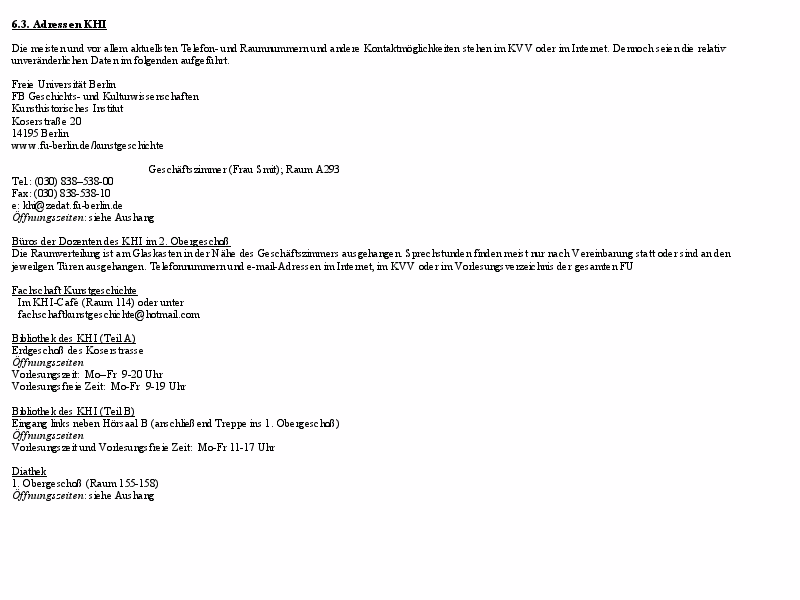 6.3. Adressen KHI
Die meisten und vor allem aktuellsten Telefon- und Raumnummern und andere Kontaktmöglichkeiten stehen im KVV oder im Internet. Dennoch seien die relativ
unveränderlichen Daten im folgenden aufgeführt.
Freie Universität Berlin
FB Geschichts- und Kulturwissenschaften
Kunsthistorisches Institut
Koserstraße 20
14195 Berlin
www.fu-berlin.de/kunstgeschichte
Geschäftszimmer (Frau Smit); Raum A293
Tel.: (030) 838–538-00
Fax: (030) 838-538-10
e: khi@zedat.fu-berlin.de
Öffnungszeiten: siehe Aushang
Büros der Dozenten des KHI im 2. Obergeschoß
Die Raumverteilung ist am Glaskasten in der Nähe des Geschäftszimmers ausgehangen. Sprechstunden finden meist nur nach Vereinbarung statt oder sind an den
jeweilgen Türen ausgehangen. Telefonnummern und e-mail-Adressen im Internet, im KVV oder im Vorlesungsverzeichnis der gesamten FU
Fachschaft Kunstgeschichte
Im KHI-Café (Raum 114) oder unter
fachschaftkunstgeschichte@hotmail.com
Bibliothek des KHI (Teil A)
Erdgeschoß des Koserstrasse
Öffnungszeiten
Vorlesungszeit: Mo–Fr 9-20 Uhr
Vorlesungsfreie Zeit: Mo-Fr 9-19 Uhr
Bibliothek des KHI (Teil B)
Eingang links neben Hörsaal B (anschließend Treppe ins 1. Obergeschoß)
Öffnungszeiten
Vorlesungszeit und Vorlesungsfreie Zeit: Mo-Fr 11-17 Uhr
Diathek
1. Obergeschoß (Raum 155-158)
Öffnungszeiten: siehe Aushang